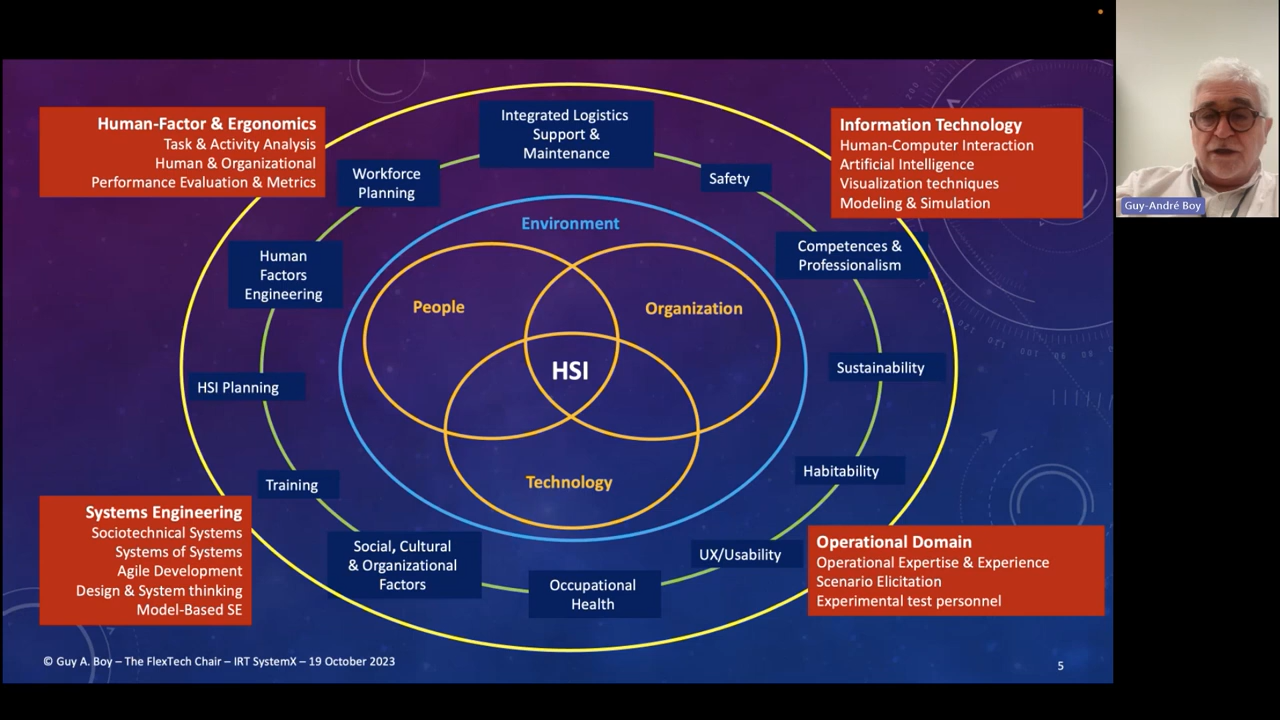 Human-Factor & Ergonomics
Task & Activity Analysis
Human & Organizational
Performance Evaluation & Metrics
Integrated Logistics
Support &
Maintenance
Information Technology
Human-Computer Interaction
Artificial Intelligence
Visualization techniques
Modeling & Simulation
Guy-André Boy
Workforce
Planning
Safety
Environment
Human
Factors
Engineering
Competences &
Professionalism
People
Organization
HSI
HSI Planning
Sustainability
Training
Technology
Habitability
Systems Engineering
Sociotechnical Systems
Systems of Systems
Agile Development
Design & System thinking
Model-Based SE
Social, Cultural
& Organizational
Factors
Occupational
Health
UX/Usability
Operational Domain
Operational Expertise & Experience
Scenario Elicitation
Experimental test personnel
© Guy A. Boy – The FlexTech Chair – IRT SystemX – 19 October 2023
5